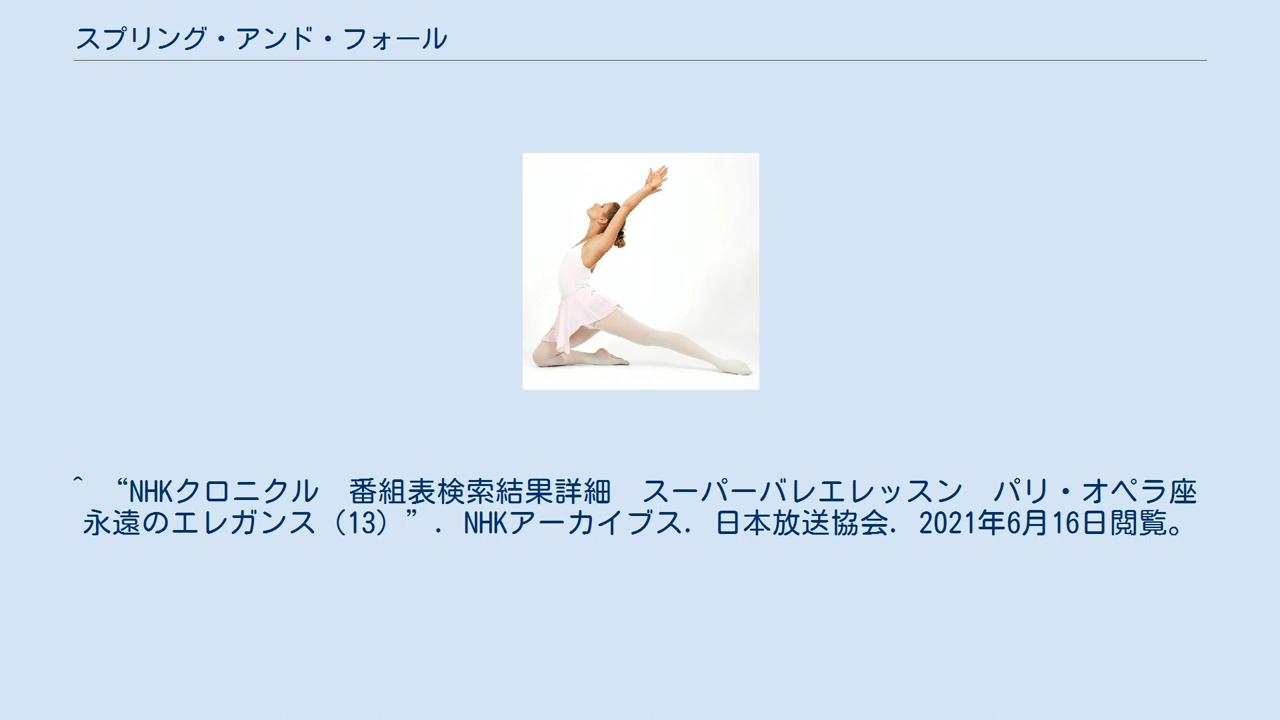 スプリング・アンド・フォール
^ “NHKクロニクル　番組表検索結果詳細　スーパーバレエレッスン　パリ・オペラ座
永遠のエレガンス（13）”. NHKアーカイブス. 日本放送協会. 2021年6月16日閲覧。